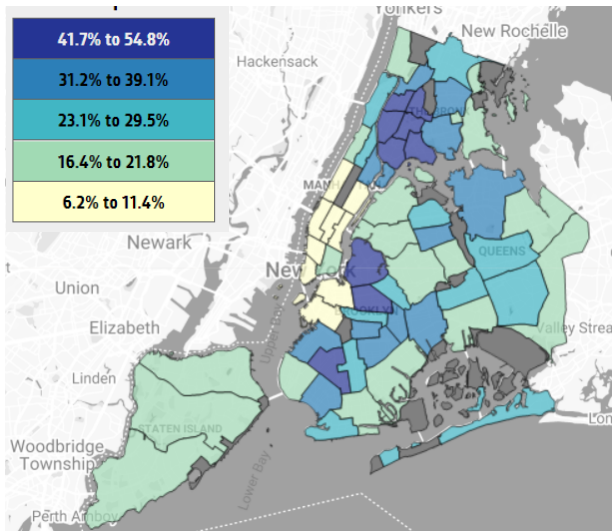 41.7% to 54.8%
31.2% to 39.1%
23.1% to 29.5%
16.4% to 21.8%
6.2% to 11.4%
Yonkers
New Rochelle
Hackensack
Newark
New York
QUEENS
Union
Elizabeth
Valley Strea
Linden
STATEN ISLAND
Woodbridge
Township
Lower Bay
Perth Amboy